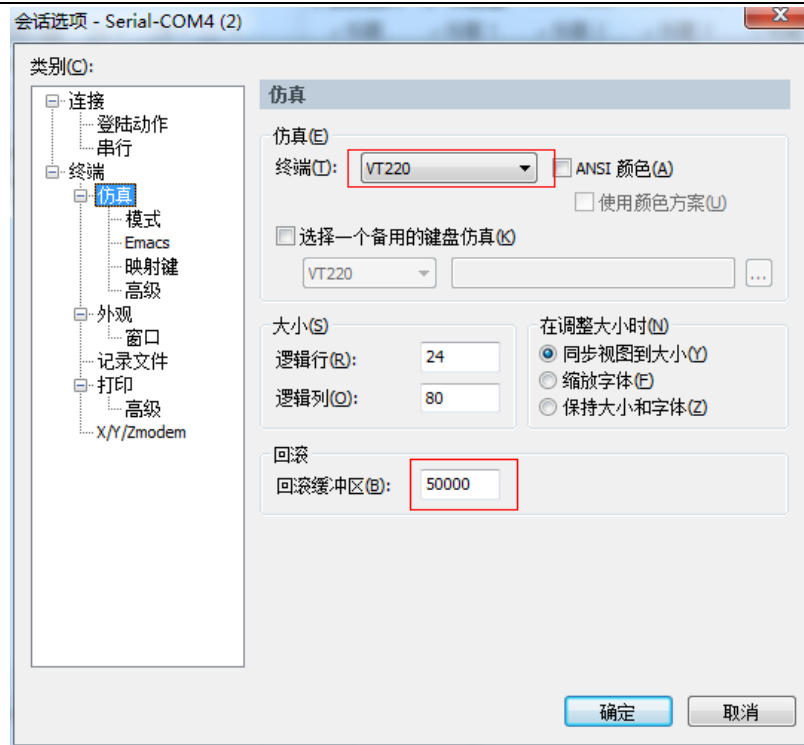 会话选项 - Serial-COM4 (2)
类别(C):
连接
登陆动作
串行
终端
仿真
模式
Emacs
映射键
高级
外观
窗口
记录文件
打印
高级
X/Y/Zmodem
仿真
仿真(E)
终端(T): VT220 ANSI 颜色(A)
使用颜色方案(U)
选择一个备用的键盘仿真(K)
VT220 ...
大小(S)
逻辑行(R): 24
逻辑列(O): 80
在调整大小时(N)
同步视图到大小(Y)
缩放字体(F)
保持大小和字体(Z)
回滚
回滚缓冲区(B): 50000
确定 取消